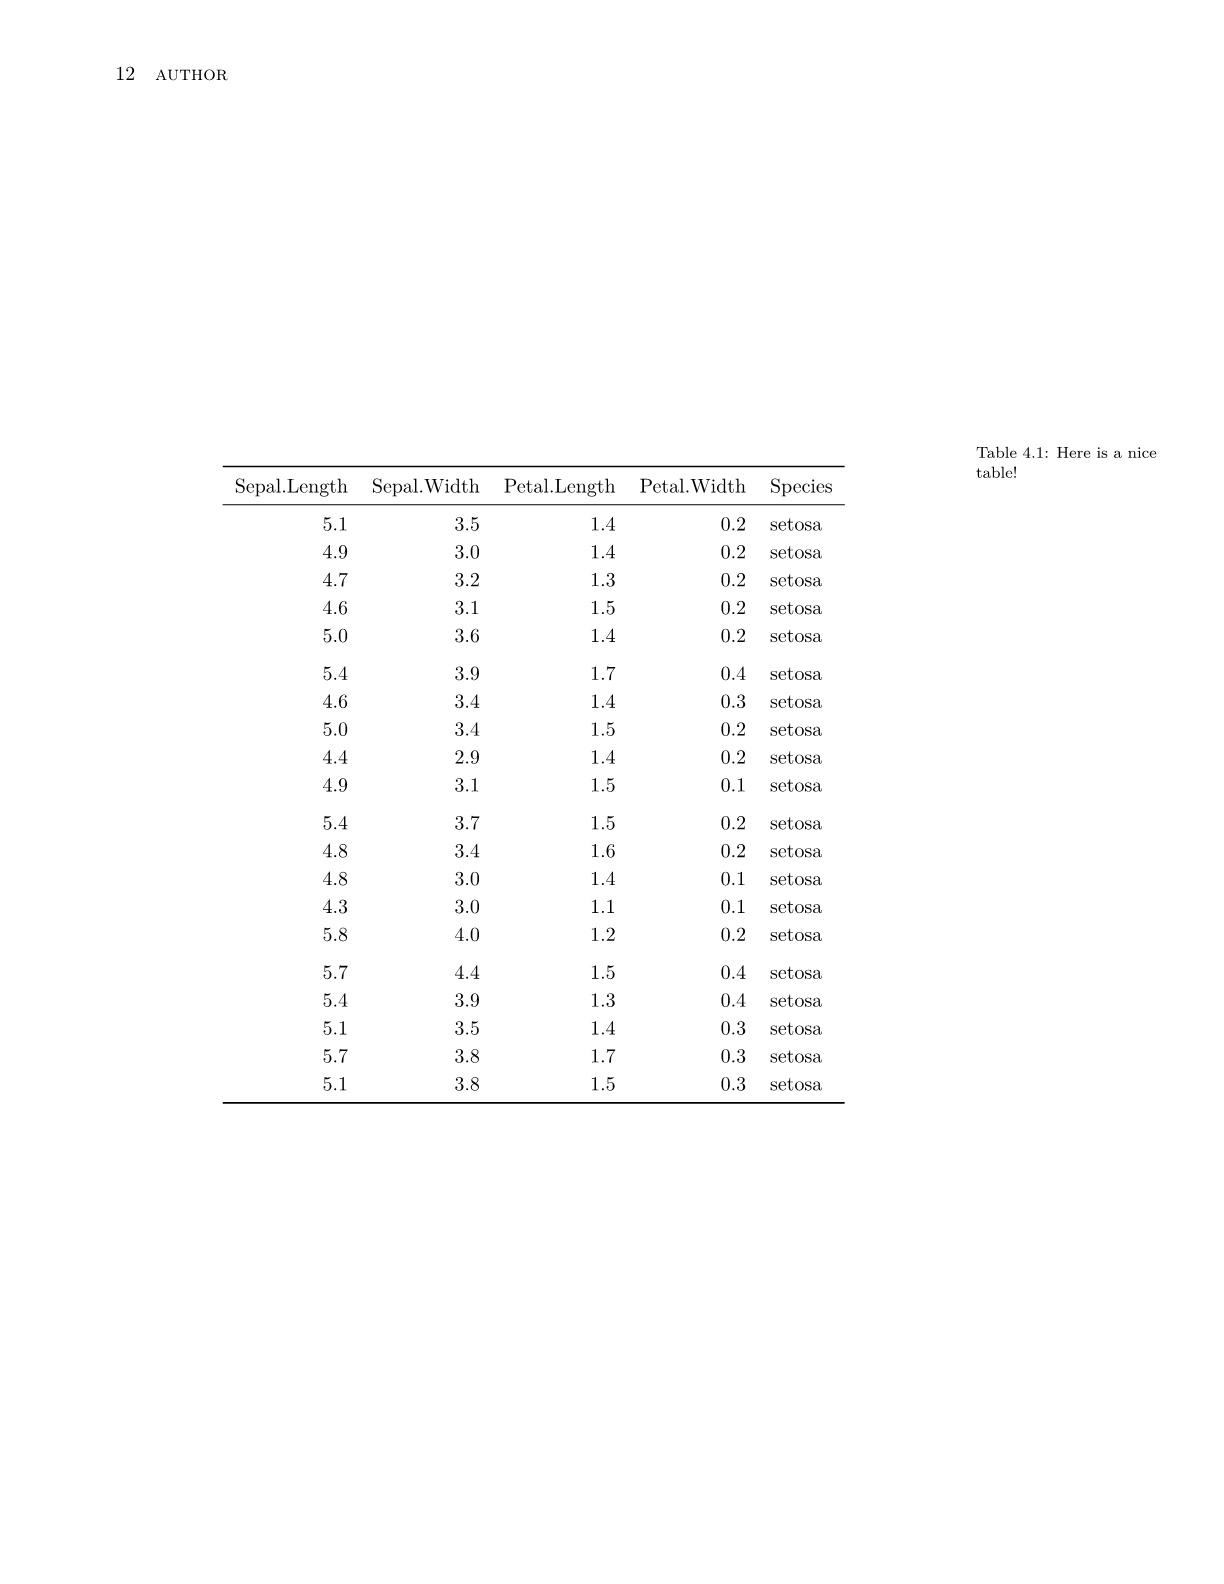 12 AUTHOR
Table 4.1: Here is a nice
table!
Sepal.Length Sepal.Width Petal.Length Petal.Width Species
5.1 3.5 1.4 0.2 setosa
4.9 3.0 1.4 0.2 setosa
4.7 3.2 1.3 0.2 setosa
4.6 3.1 1.5 0.2 setosa
5.0 3.6 1.4 0.2 setosa
5.4 3.9 1.7 0.4 setosa
4.6 3.4 1.4 0.3 setosa
5.0 3.4 1.5 0.2 setosa
4.4 2.9 1.4 0.2 setosa
4.9 3.1 1.5 0.1 setosa
5.4 3.7 1.5 0.2 setosa
4.8 3.4 1.6 0.2 setosa
4.8 3.0 1.4 0.1 setosa
4.3 3.0 1.1 0.1 setosa
5.8 4.0 1.2 0.2 setosa
5.7 4.4 1.5 0.4 setosa
5.4 3.9 1.3 0.4 setosa
5.1 3.5 1.4 0.3 setosa
5.7 3.8 1.7 0.3 setosa
5.1 3.8 1.5 0.3 setosa